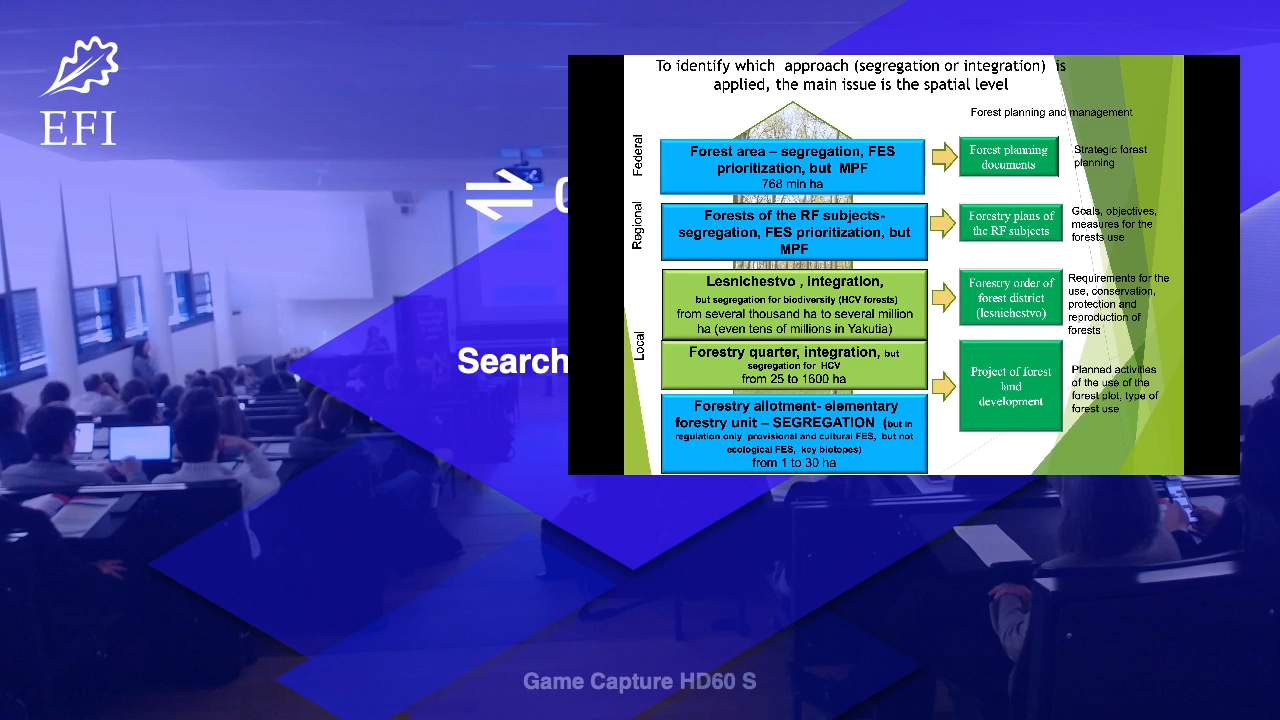 EFI
To identify which approach (segregation or integration) is
applied, the main issue is the spatial level
Forest planning and management
Federal
Forest area – segregation, FES
prioritization, but MPF
768 mln ha
Forest planning
documents
Strategic forest
planning
Regional
Forests of the RF subjects-
segregation, FES prioritization, but
MPF
Forestry plans of
the RF subjects
Goals, objectives,
measures for the
forests use
Local
Lesnichestvo , integration,
but segregation for biodiversity (HCV forests)
from several thousand ha to several million
ha (even tens of millions in Yakutia)
Forestry order of
forest district
(lesnichestvo)
Requirements for the
use, conservation,
protection and
reproduction of
forests
Forestry quarter, integration, but
segregation for HCV
from 25 to 1600 ha
Project of forest
land
development
Planned activities
of the use of the
forest plot, type of
forest use
Forestry allotment- elementary
forestry unit – SEGREGATION (but in
regulation only provisional and cultural FES, but not
ecological FES, key biotopes)
from 1 to 30 ha
Search
Game Capture HD60 S